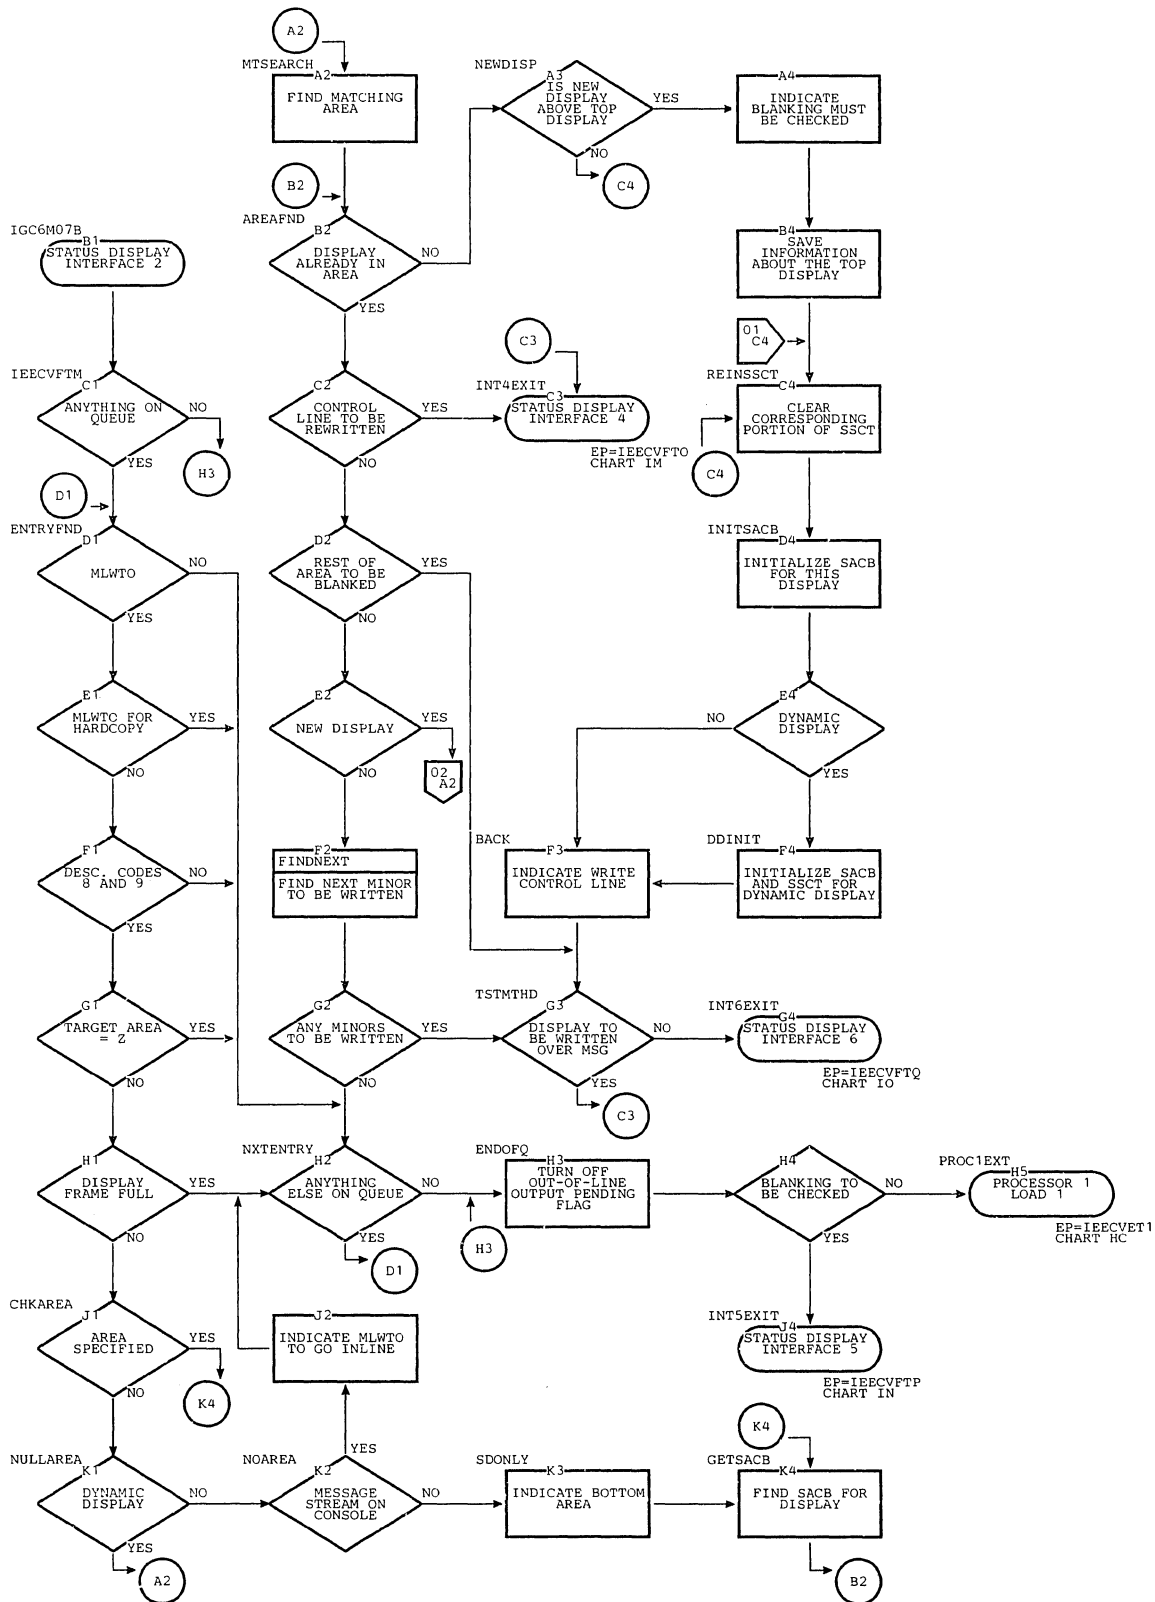 A2
MTSEARCH
A2
FIND MATCHING
AREA
NEWDISP
A3
IS NEW
DISPLAY
ABOVE TOP
DISPLAY
YES
NO
C4
A4
INDICATE
BLANKING MUST
BE CHECKED
B2
AREAFND
B2
DISPLAY
ALREADY IN
AREA
NO
YES
B4
SAVE
INFORMATION
ABOUT THE TOP
DISPLAY
IGC6M07B
B1
STATUS DISPLAY
INTERFACE 2
01
C4
IEECVFTM
C1
ANYTHING ON
QUEUE
NO
YES
H3
C2
CONTROL
LINE TO BE
REWRITTEN
YES
NO
C3
INT4EXIT
C3
STATUS DISPLAY
INTERFACE 4
EP=IEECVFTO
CHART IM
REINSSCT
C4
CLEAR
CORRESPONDING
PORTION OF SSCT
C4
D1
ENTRYFND
D1
MLWTO
NO
YES
D2
REST OF
AREA TO BE
BLANKED
YES
NO
INITSACB
D4
INITIALIZE SACB
FOR THIS
DISPLAY
E1
MLWTO FOR
HARDCOPY
YES
NO
E2
NEW DISPLAY
YES
NO
02
A2
E4
DYNAMIC
DISPLAY
NO
YES
F1
DESC. CODES
8 AND 9
NO
YES
F2
FINDNEXT
FIND NEXT MINOR
TO BE WRITTEN
BACK
F3
INDICATE WRITE
CONTROL LINE
DDINIT
F4
INITIALIZE SACB
AND SSCT FOR
DYNAMIC DISPLAY
G1
TARGET AREA
= Z
YES
NO
G2
ANY MINORS
TO BE WRITTEN
YES
NO
TSTMTHD
G3
DISPLAY TO
BE WRITTEN
OVER MSG
NO
YES
C3
INT6EXIT
G4
STATUS DISPLAY
INTERFACE 6
EP=IEECVFTQ
CHART IO
H1
DISPLAY
FRAME FULL
YES
NO
NXTENTRY
H2
ANYTHING
ELSE ON QUEUE
NO
YES
D1
H3
ENDOFQ
H3
TURN OFF
OUT-OF-LINE
OUTPUT PENDING
FLAG
H4
BLANKING TO
BE CHECKED
NO
YES
PROC1EXT
H5
PROCESSOR 1
LOAD 1
EP=IEECVET1
CHART HC
CHKAREA
J1
AREA
SPECIFIED
YES
NO
K4
J2
INDICATE MLWTO
TO GO INLINE
INT5EXIT
J4
STATUS DISPLAY
INTERFACE 5
EP=IEECVFTP
CHART IN
NULLAREA
K1
DYNAMIC
DISPLAY
NO
YES
A2
NOAREA
K2
MESSAGE
STREAM ON
CONSOLE
YES
NO
SDONLY
K3
INDICATE BOTTOM
AREA
K4
GETSACB
K4
FIND SACB FOR
DISPLAY
B2